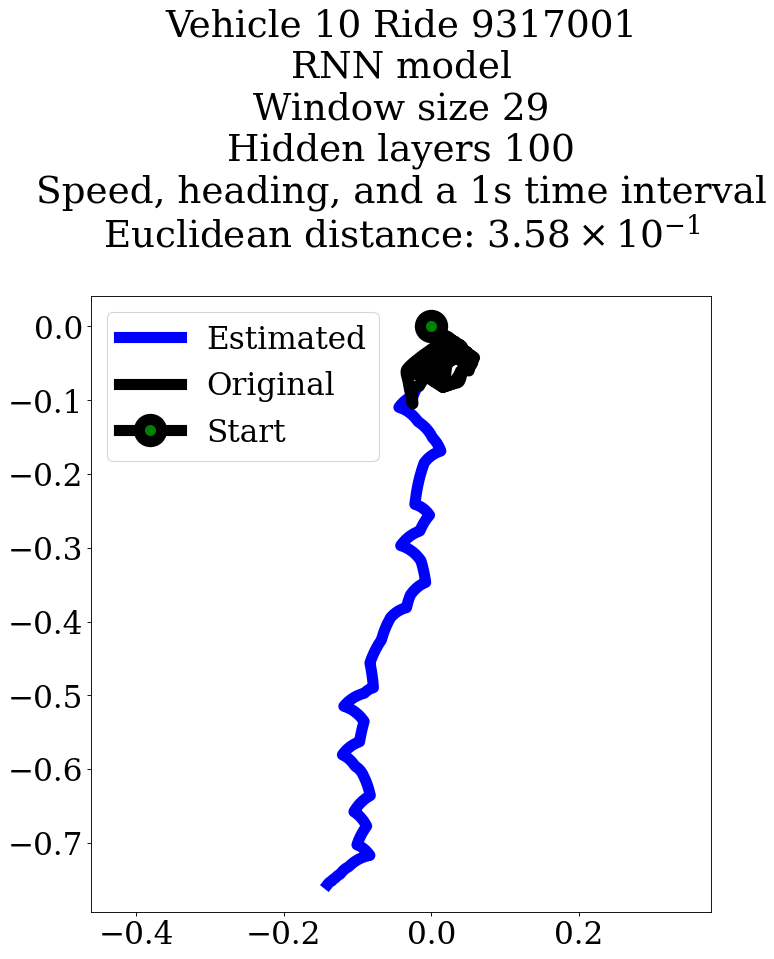 Vehicle 10 Ride 9317001
RNN model
Window size 29
Hidden layers 100
Speed, heading, and a 1s time interval
Euclidean distance: 3.58 × 10⁻¹
Estimated
Original
Start
0.0
−0.1
−0.2
−0.3
−0.4
−0.5
−0.6
−0.7
−0.4 −0.2 0.0 0.2